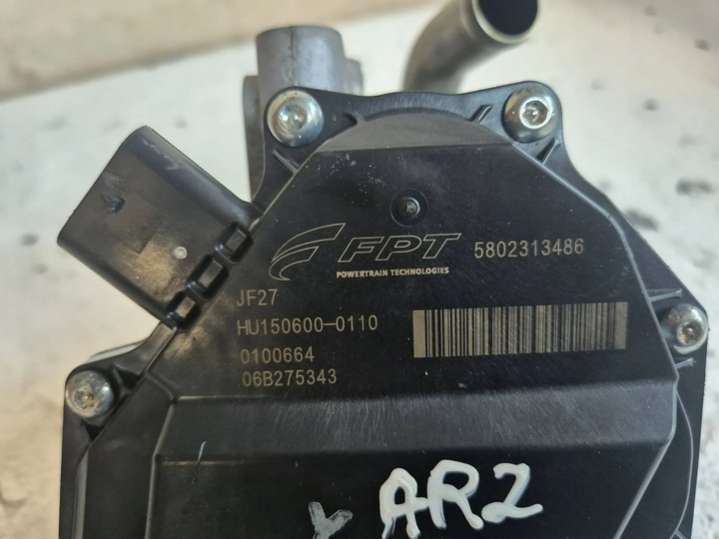 FPT 5802313486
POWERTRAIN TECHNOLOGIES
JF27
HU150600-0110
0100664
06B275343
x AR2